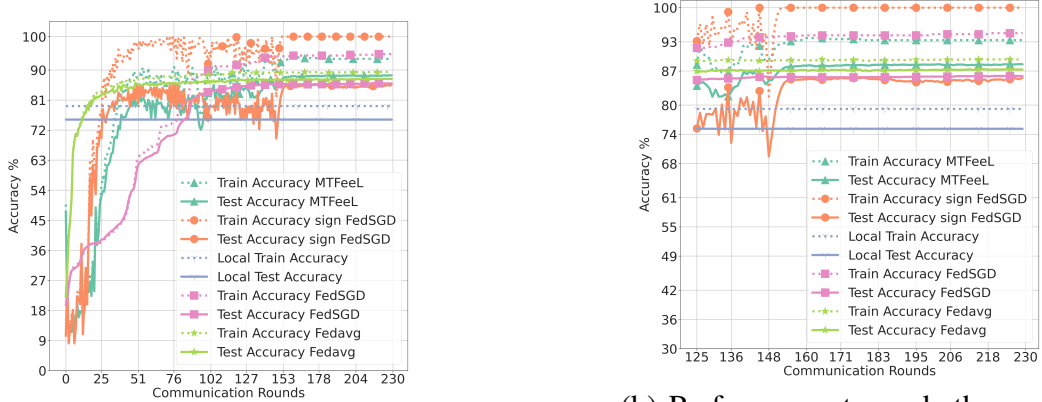 100
90
81
72
63
54
45
36
27
18
9
0
Accuracy %
Train Accuracy MTFeeL
Test Accuracy MTFeeL
Train Accuracy sign FedSGD
Test Accuracy sign FedSGD
Local Train Accuracy
Local Test Accuracy
Train Accuracy FedSGD
Test Accuracy FedSGD
Train Accuracy Fedavg
Test Accuracy Fedavg
0 25 51 76 102 127 153 178 204 230
Communication Rounds
100
93
87
80
74
68
61
55
49
42
36
30
Accuracy %
Train Accuracy MTFeeL
Test Accuracy MTFeeL
Train Accuracy sign FedSGD
Test Accuracy sign FedSGD
Local Train Accuracy
Local Test Accuracy
Train Accuracy FedSGD
Test Accuracy FedSGD
Train Accuracy Fedavg
Test Accuracy Fedavg
125 136 148 160 171 183 195 206 218 230
Communication Rounds